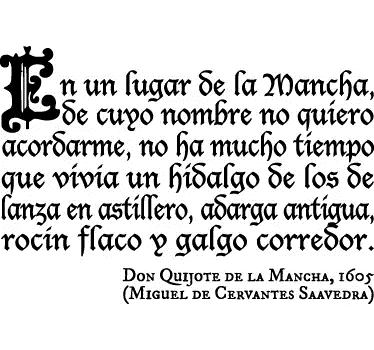 En un lugar de la Mancha,
de cuyo nombre no quiero
acordarme, no ha mucho tiempo
que vivia un hidalgo de los de
lanza en astillero, adarga antigua,
rocin flaco y galgo corredor.
Don Quijote de la Mancha, 1605
(Miguel de Cervantes Saavedra)